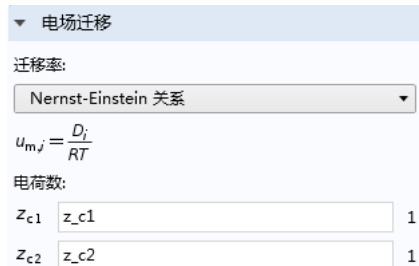 电场迁移
迁移率:
Nernst-Einstein 关系
u_m,i = D_i / RT
电荷数:
z_c1 z_c1 1
z_c2 z_c2 1